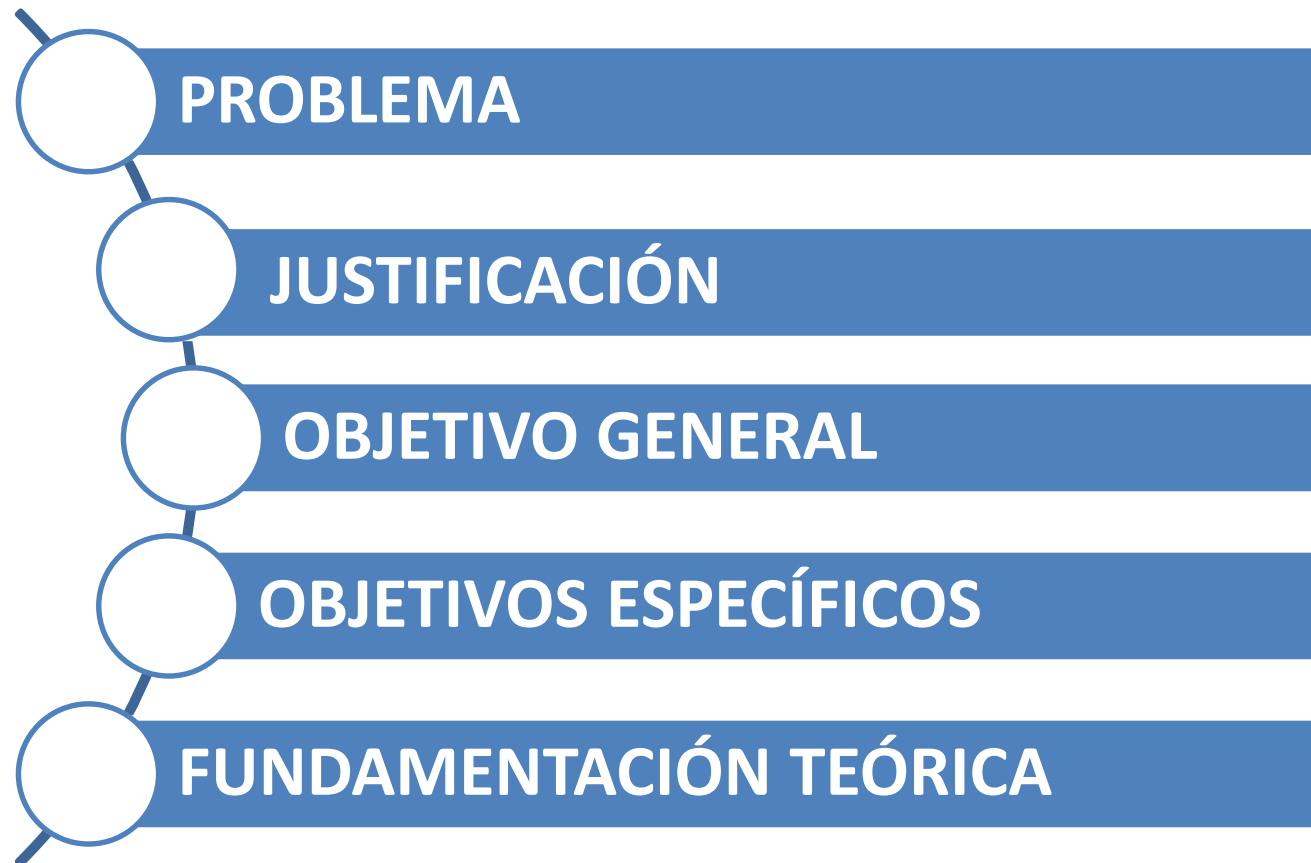 PROBLEMA
JUSTIFICACIÓN
OBJETIVO GENERAL
OBJETIVOS ESPECÍFICOS
FUNDAMENTACIÓN TEÓRICA